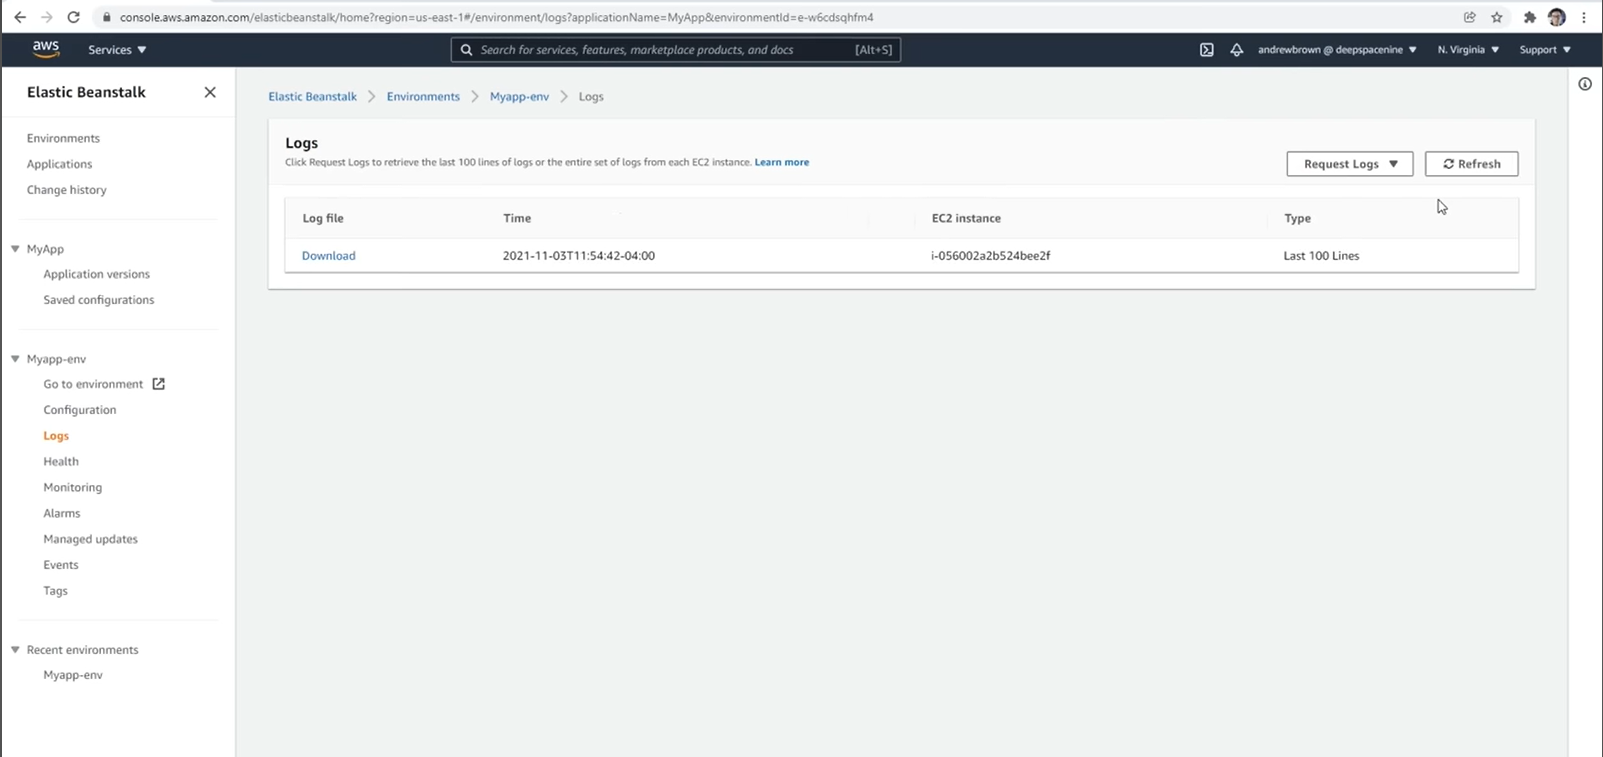 console.aws.amazon.com/elasticbeanstalk/home?region=us-east-1#/environment/logs?applicationName=MyApp&environmentId=e-w6cdsqhfm4
aws Services Search for services, features, marketplace products, and docs [Alt+S] andrewbrown @ deepspacenine N. Virginia Support
Elastic Beanstalk
Environments
Applications
Change history
MyApp
Application versions
Saved configurations
Myapp-env
Go to environment
Configuration
Logs
Health
Monitoring
Alarms
Managed updates
Events
Tags
Recent environments
Myapp-env
Elastic Beanstalk Environments Myapp-env Logs
Logs
Click Request Logs to retrieve the last 100 lines of logs or the entire set of logs from each EC2 instance. Learn more
Request Logs Refresh
Log file Time EC2 instance Type
Download 2021-11-03T11:54:42-04:00 i-056002a2b524bee2f Last 100 Lines